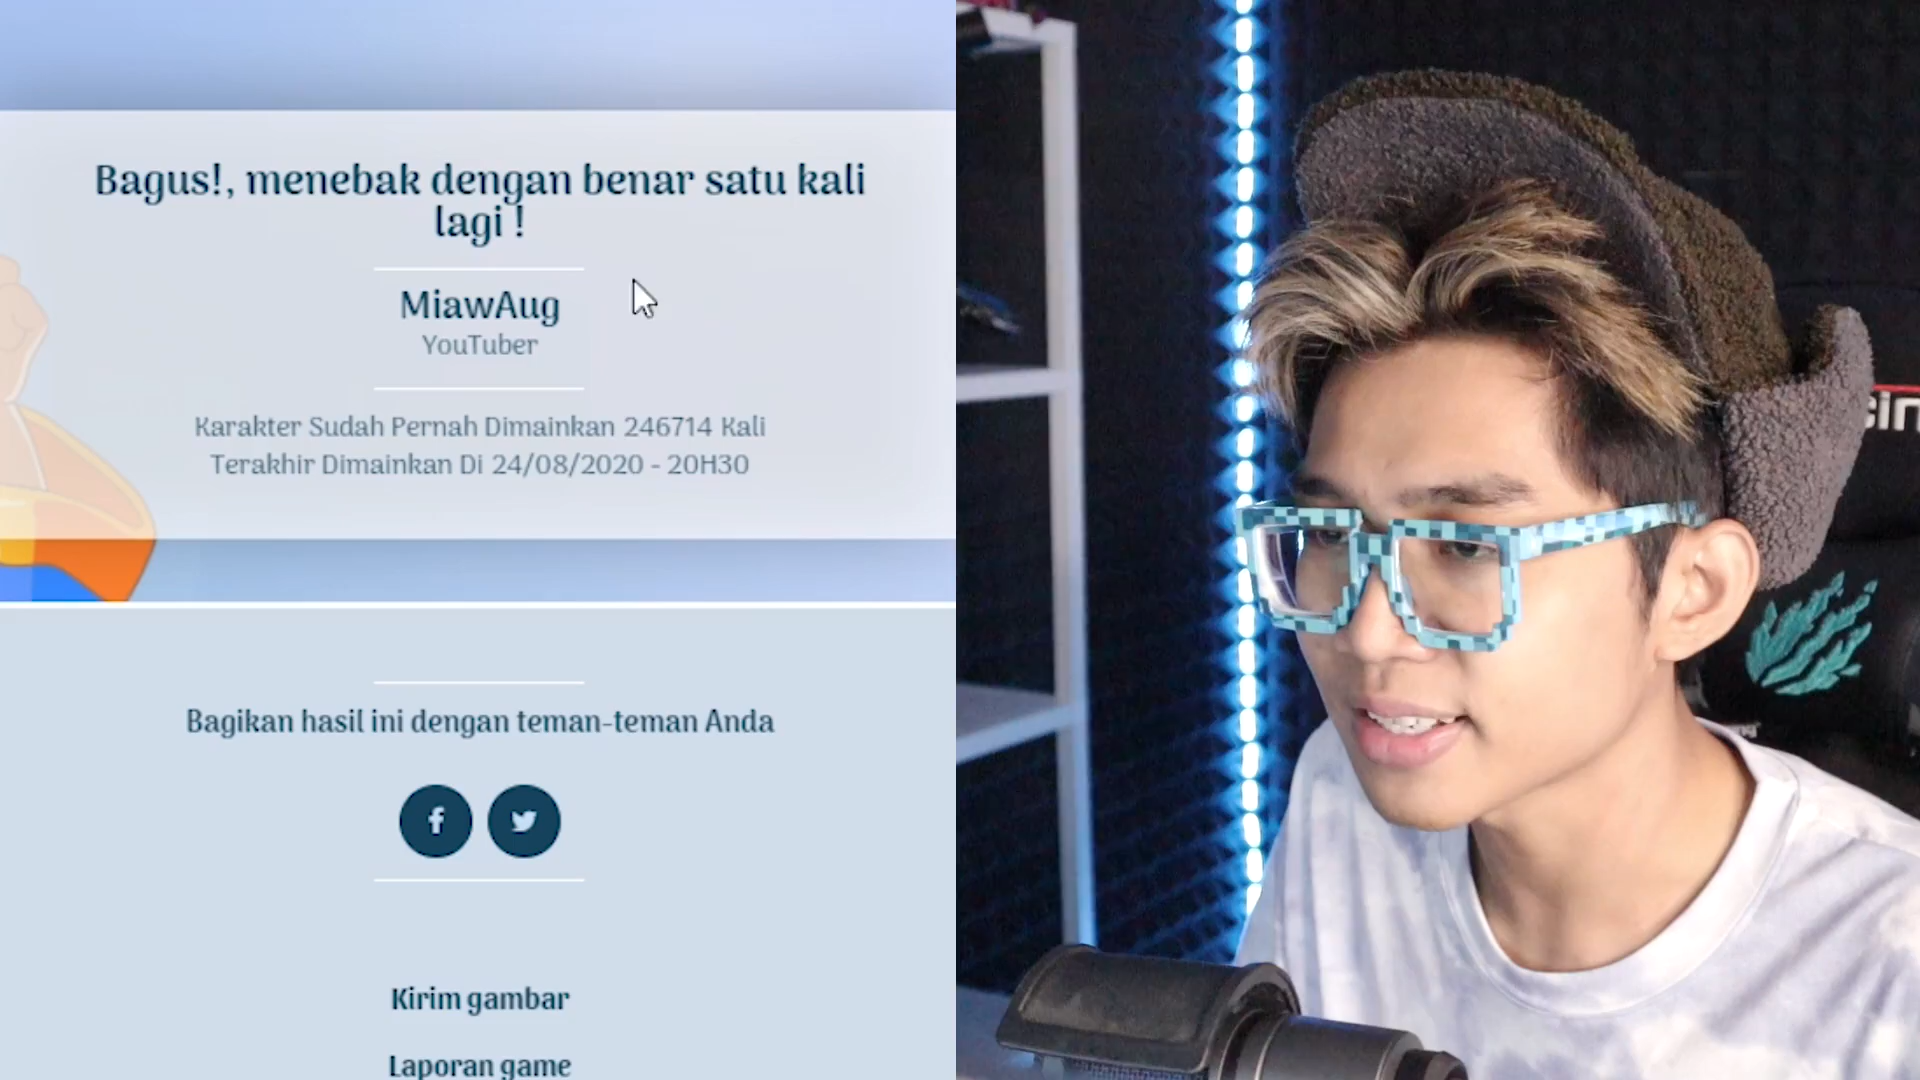 Bagus!, menebak dengan benar satu kali
lagi !
MiawAug
YouTuber
Karakter Sudah Pernah Dimainkan 246714 Kali
Terakhir Dimainkan Di 24/08/2020 - 20H30
Bagikan hasil ini dengan teman-teman Anda
Kirim gambar
Laporan game